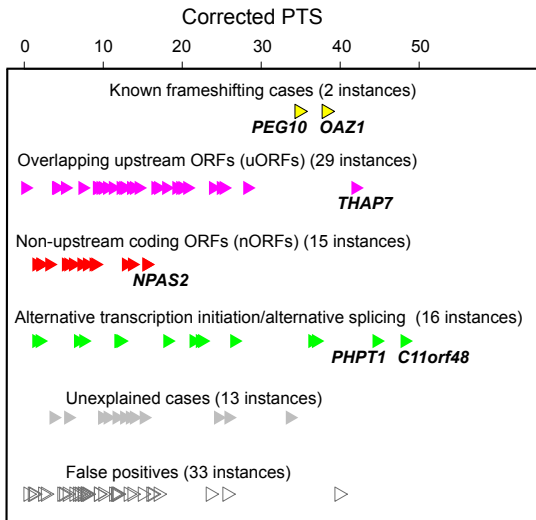 Corrected PTS
0 10 20 30 40 50
Known frameshifting cases (2 instances)
PEG10 OAZ1
Overlapping upstream ORFs (uORFs) (29 instances)
THAP7
Non-upstream coding ORFs (nORFs) (15 instances)
NPAS2
Alternative transcription initiation/alternative splicing (16 instances)
PHPT1 C11orf48
Unexplained cases (13 instances)
False positives (33 instances)